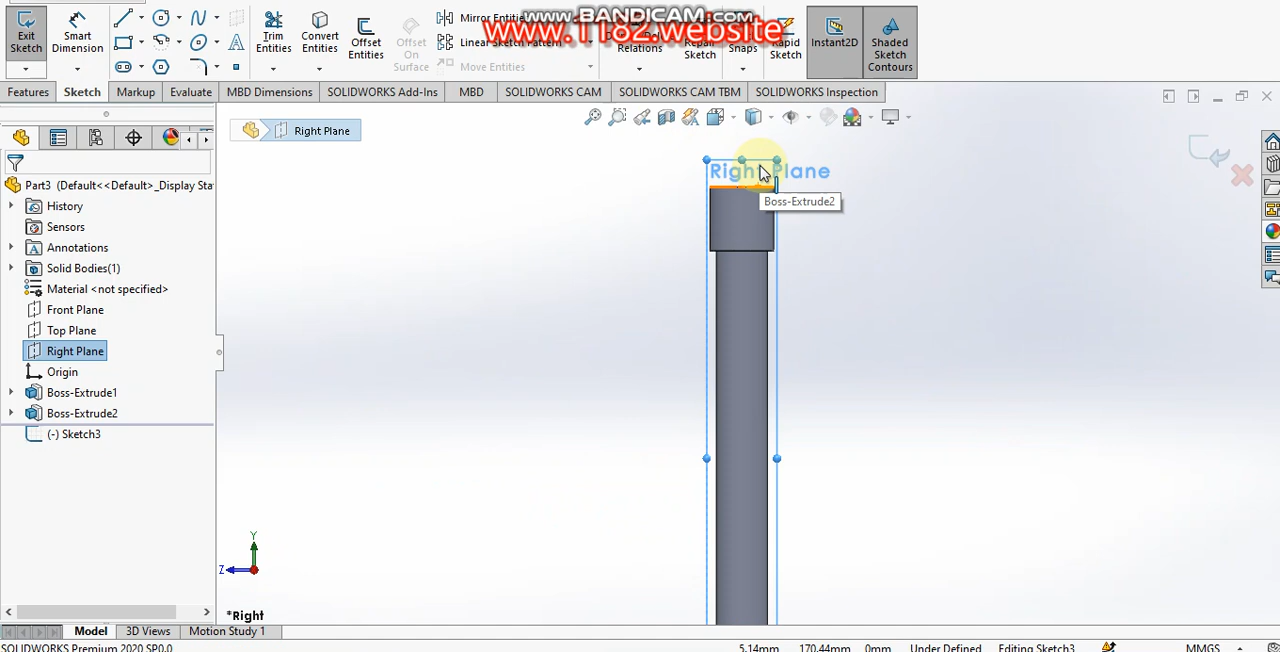 www.BANDICAM.com
www.1182.website
Exit Sketch
Smart Dimension
Trim Entities
Convert Entities
Offset Entities
Offset On Surface
Mirror Entities
Linear Sketch Pattern
Move Entities
Relations
Repair Sketch
Snaps
Rapid Sketch
Instant2D
Shaded Sketch Contours
Features
Sketch
Markup
Evaluate
MBD Dimensions
SOLIDWORKS Add-Ins
MBD
SOLIDWORKS CAM
SOLIDWORKS CAM TBM
SOLIDWORKS Inspection
Right Plane
Part3 (Default<<Default>_Display Sta
History
Sensors
Annotations
Solid Bodies(1)
Material <not specified>
Front Plane
Top Plane
Right Plane
Origin
Boss-Extrude1
Boss-Extrude2
(-) Sketch3
Right Plane
Boss-Extrude2
Y
Z
*Right
Model
3D Views
Motion Study 1
SOLIDWORKS Premium 2020 SP0.0
5.14mm
170.44mm
0mm
Under Defined
Editing Sketch3
MMGS